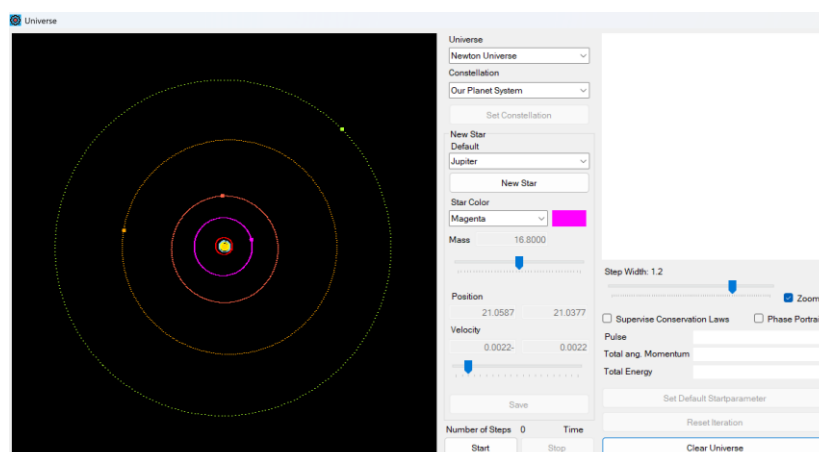 Universe
Universe
Newton Universe
Constellation
Our Planet System
Set Constellation
New Star
Default
Jupiter
New Star
Star Color
Magenta
Mass 16.8000
Position
21.0587 21.0377
Velocity
0.0022- 0.0022
Save
Number of Steps 0 Time
Start Stop
Step Width: 1.2
Zoom
Supervise Conservation Laws Phase Portrai
Pulse
Total ang. Momentum
Total Energy
Set Default Startparameter
Reset Iteration
Clear Universe